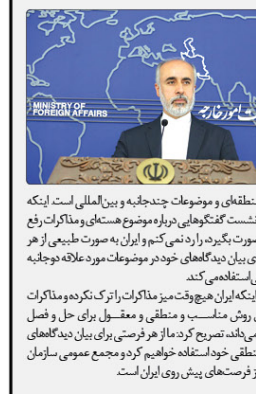 MINISTRY OF
FOREIGN AFFAIRS
امور خارجه
منطقه‌ای و موضوعات چندجانبه و بین‌المللی است. اینکه
نشست گفتگوهایی درباره موضوع هسته‌ای و مذاکرات رفع
صورت بگیرد، را رد نمی‌کنم و ایران به صورت طبیعی از هر
ی بیان دیدگاه‌های خود در موضوعات مورد علاقه دوجانبه
استفاده می‌کند.
اینکه ایران هیچ‌وقت میز مذاکرات را ترک نکرده و مذاکرات
روش مناسب و منطقی و معقول برای حل و فصل
می‌داند، تصریح کرد: ما از هر فرصتی برای بیان دیدگاه‌های
منطقی خود استفاده خواهیم کرد و مجمع عمومی سازمان
از فرصت‌های پیش روی ایران است.